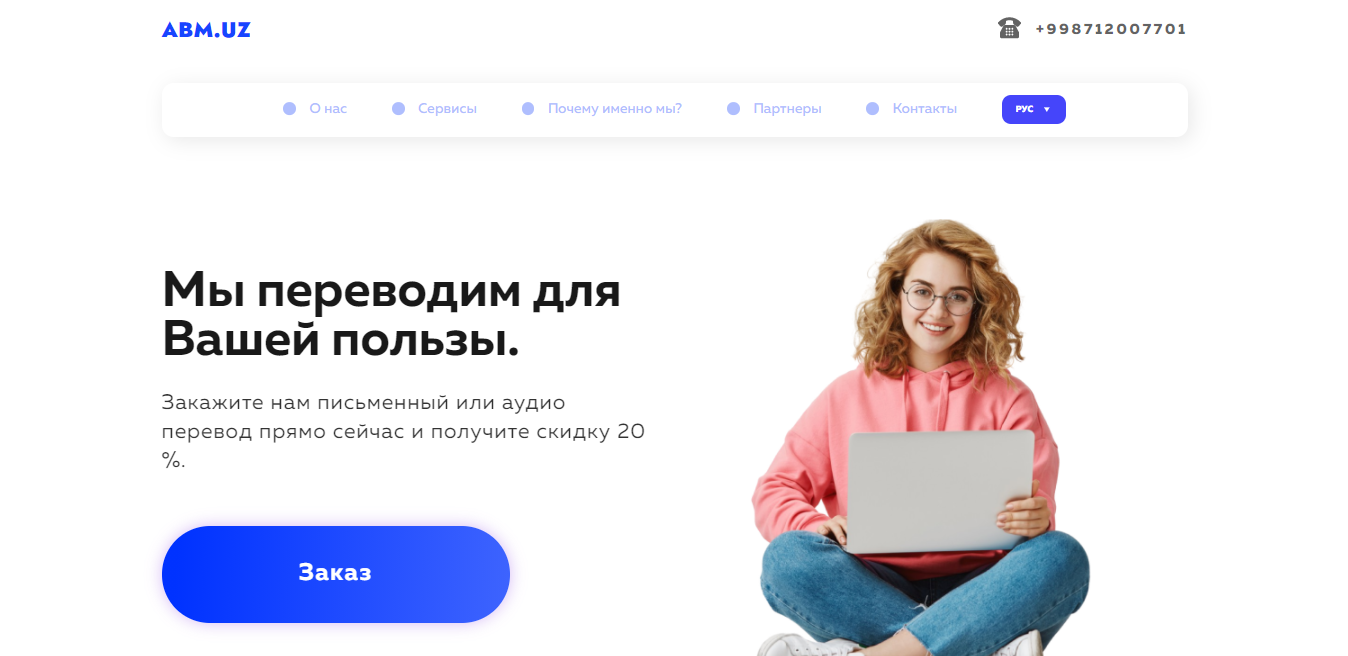 ABM.UZ
+998712007701
О нас
Сервисы
Почему именно мы?
Партнеры
Контакты
РУС
Мы переводим для
Вашей пользы.
Закажите нам письменный или аудио
перевод прямо сейчас и получите скидку 20
%.
Заказ